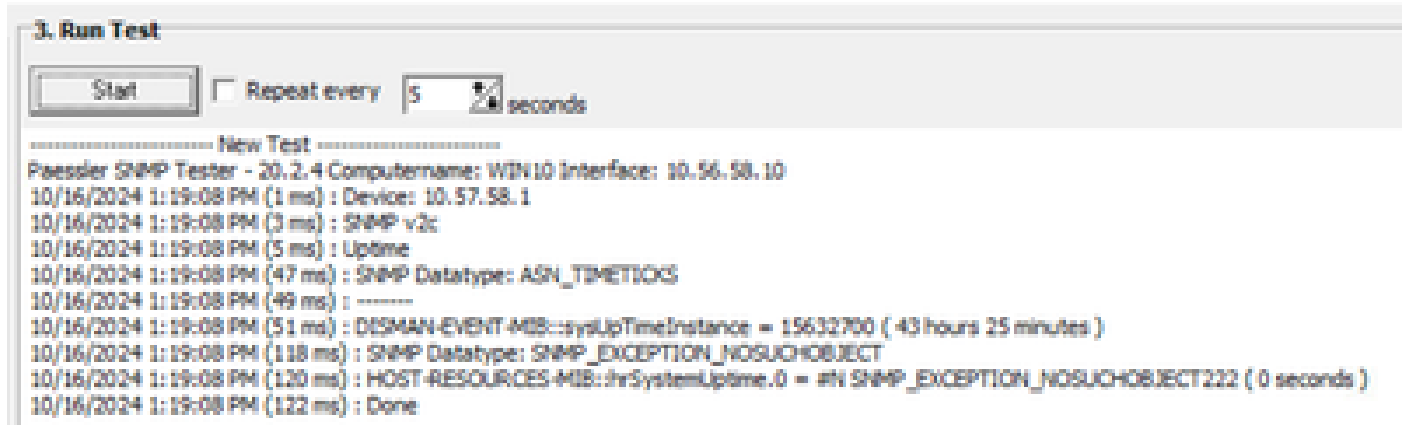 3. Run Test
Start Repeat every 5 seconds
-------------------------- New Test --------------------------
Paessler SNMP Tester - 20.2.4 Computername: WIN10 Interface: 10.56.58.10
10/16/2024 1:19:08 PM (1 ms) : Device: 10.57.58.1
10/16/2024 1:19:08 PM (3 ms) : SNMP v2c
10/16/2024 1:19:08 PM (5 ms) : Uptime
10/16/2024 1:19:08 PM (47 ms) : SNMP Datatype: ASN_TIMETICKS
10/16/2024 1:19:08 PM (49 ms) : -------
10/16/2024 1:19:08 PM (51 ms) : DISMAN-EVENT-MIB::sysUpTimeInstance = 15632700 ( 43 hours 25 minutes )
10/16/2024 1:19:08 PM (118 ms) : SNMP Datatype: SNMP_EXCEPTION_NOSUCHOBJECT
10/16/2024 1:19:08 PM (120 ms) : HOST-RESOURCES-MIB::hrSystemUptime.0 = #N SNMP_EXCEPTION_NOSUCHOBJECT222 ( 0 seconds )
10/16/2024 1:19:08 PM (122 ms) : Done